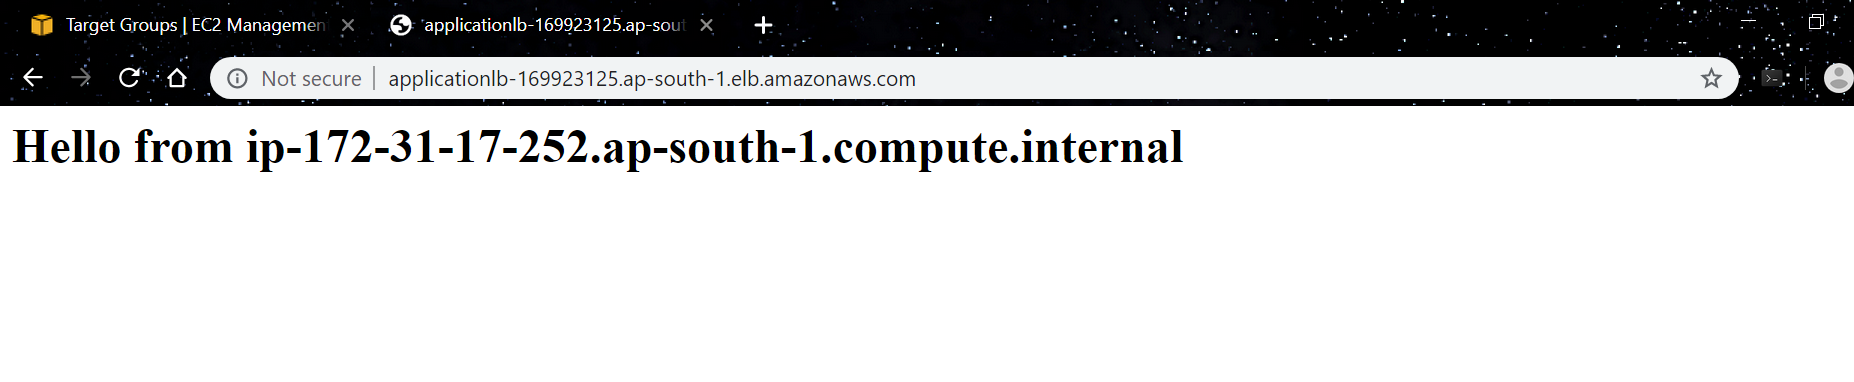 Target Groups | EC2 Managemen
applicationlb-169923125.ap-sout
Not secure
applicationlb-169923125.ap-south-1.elb.amazonaws.com
Hello from ip-172-31-17-252.ap-south-1.compute.internal